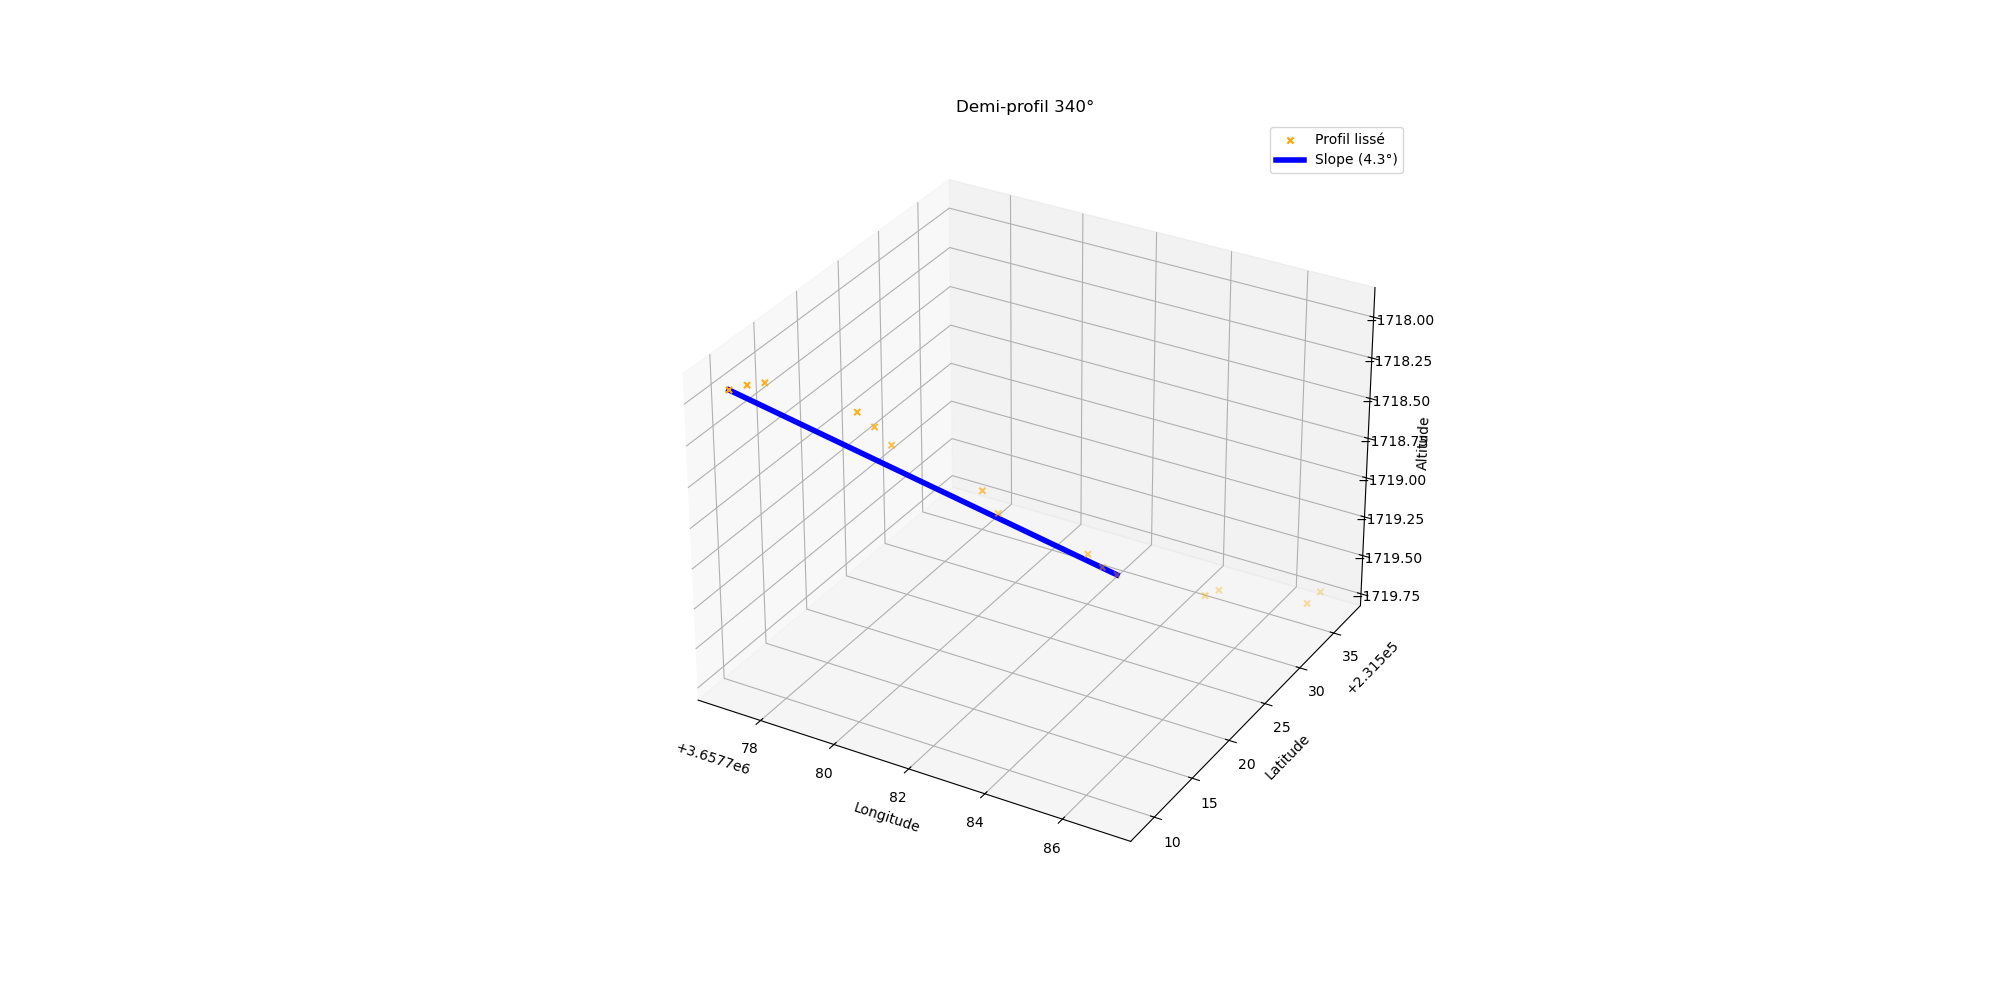 Demi-profil 340°
Profil lissé
Slope (4.3°)
−1718.00
−1718.25
−1718.50
−1718.75
Altitude
−1719.00
−1719.25
−1719.50
−1719.75
35
+2.315e5
30
25
20
Latitude
15
10
78
+3.6577e6
80
82
Longitude
84
86